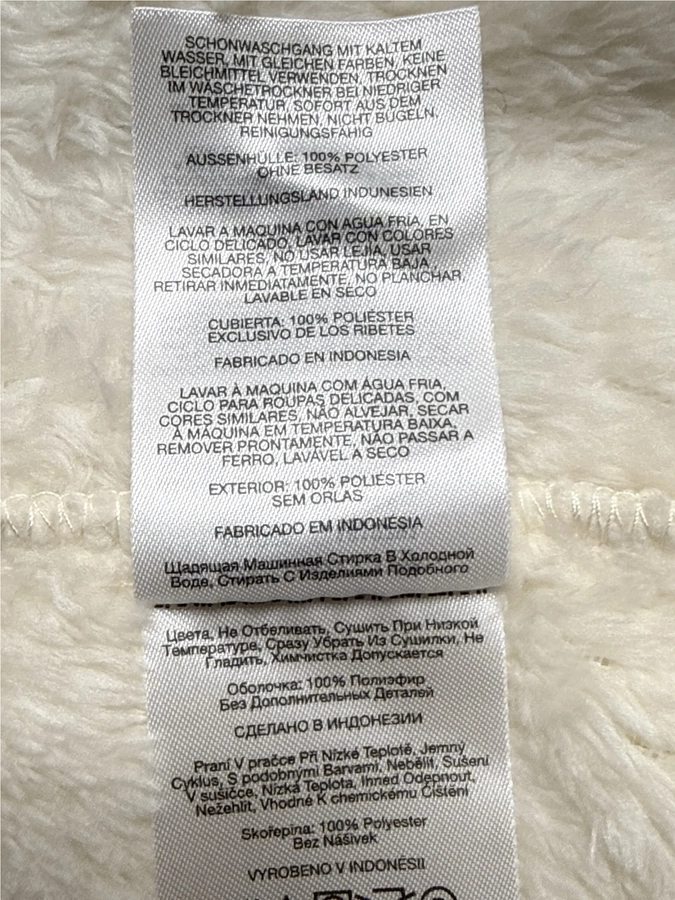 SCHONWASCHGANG MIT KALTEM
WASSER, MIT GLEICHEN FARBEN, KEINE
BLEICHMITTEL VERWENDEN, TROCKNEN
IM WÄSCHETROCKNER BEI NIEDRIGER
TEMPERATUR, SOFORT AUS DEM
TROCKNER NEHMEN, NICHT BÜGELN,
REINIGUNGSFÄHIG
AUSSENHÜLLE: 100% POLYESTER
OHNE BESATZ
HERSTELLUNGSLAND INDUNESIEN
LAVAR A MAQUINA CON AGUA FRIA, EN
CICLO DELICADO, LAVAR CON COLORES
SIMILARES, NO USAR LEJIA, USAR
SECADORA A TEMPERATURA BAJA
RETIRAR INMEDIATAMENTE, NO PLANCHAR
LAVABLE EN SECO
CUBIERTA: 100% POLIÉSTER
EXCLUSIVO DE LOS RIBETES
FABRICADO EN INDONESIA
LAVAR À MAQUINA COM ÁGUA FRIA,
CICLO PARA ROUPAS DELICADAS, COM
CORES SIMILARES, NÃO ALVEJAR, SECAR
À MÁQUINA EM TEMPERATURA BAIXA,
REMOVER PRONTAMENTE, NÃO PASSAR A
FERRO, LAVÁVEL A SECO
EXTERIOR: 100% POLIÉSTER
SEM ORLAS
FABRICADO EM INDONÉSIA
Щадящая Машинная Стирка В Холодной
Воде, Стирать С Изделиями Подобного
Цвета, Не Отбеливать, Сушить При Низкой
Температуре, Сразу Убрать Из Сушилки, Не
Гладить, Химчистка Допускается
Оболочка: 100% Полиэфир
Без Дополнительных Деталей
СДЕЛАНО В ИНДОНЕЗИИ
Praní V pračce Při Nízké Teplotě, Jemný
Cyklus, S podobnými Barvami, Nebělit, Sušení
V sušičce, Nízká Teplota, Ihned Odepnout,
Nežehlit, Vhodné K chemickému Čištění
Skořepina: 100% Polyester
Bez Nášivek
VYROBENO V INDONÉSII